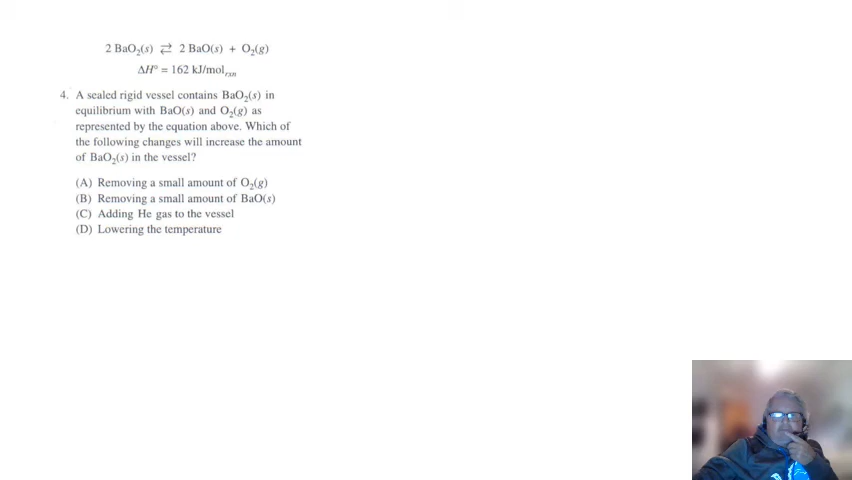 2 BaO₂(s) ⇄ 2 BaO(s) + O₂(g)
ΔH° = 162 kJ/molᵣₓₙ
4. A sealed rigid vessel contains BaO₂(s) in
equilibrium with BaO(s) and O₂(g) as
represented by the equation above. Which of
the following changes will increase the amount
of BaO₂(s) in the vessel?
(A) Removing a small amount of O₂(g)
(B) Removing a small amount of BaO(s)
(C) Adding He gas to the vessel
(D) Lowering the temperature